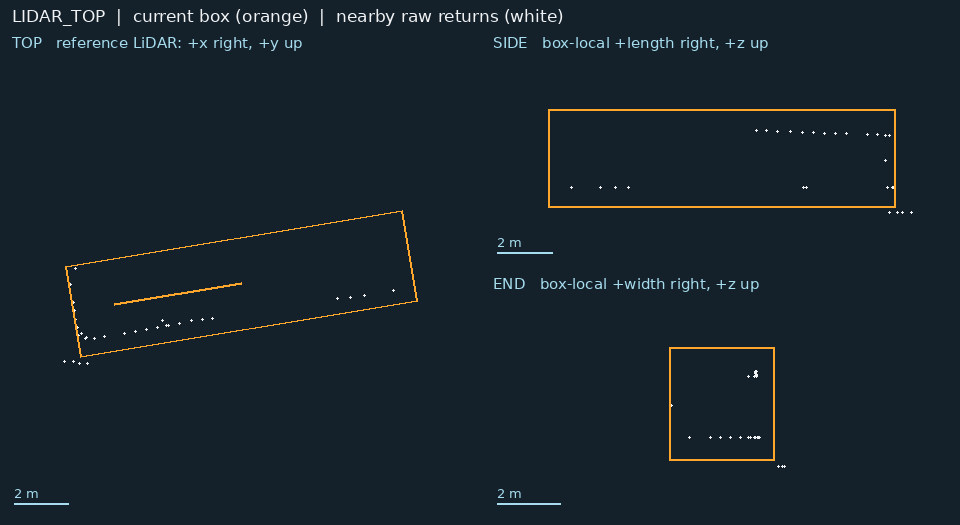 LIDAR_TOP  |  current box (orange)  |  nearby raw returns (white)
TOP   reference LiDAR: +x right, +y up
SIDE   box-local +length right, +z up
2 m
END   box-local +width right, +z up
2 m
2 m